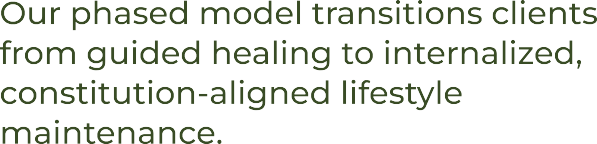 Our phased model transitions clients
from guided healing to internalized,
constitution-aligned lifestyle
maintenance.